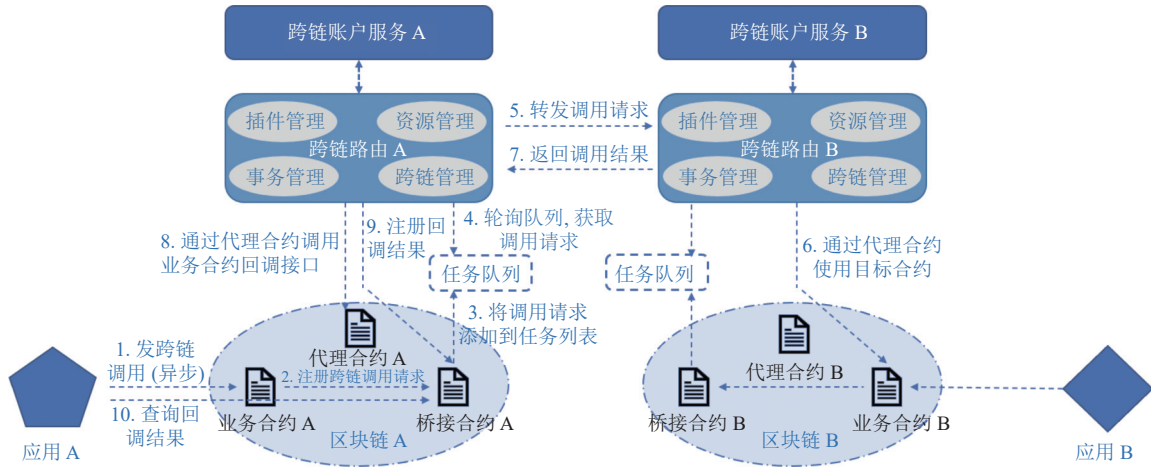 跨链账户服务 A
跨链账户服务 B
插件管理
资源管理
跨链路由 A
事务管理
跨链管理
5. 转发调用请求
7. 返回调用结果
插件管理
资源管理
跨链路由 B
事务管理
跨链管理
8. 通过代理合约调用
业务合约回调接口
9. 注册回
调结果
4. 轮询队列, 获取
调用请求
任务队列
任务队列
6. 通过代理合约
使用目标合约
3. 将调用请求
添加到任务列表
代理合约 A
1. 发跨链
调用 (异步)
2. 注册跨链调用请求
10. 查询回
调结果
业务合约 A
桥接合约 A
区块链 A
应用 A
代理合约 B
桥接合约 B
业务合约 B
区块链 B
应用 B